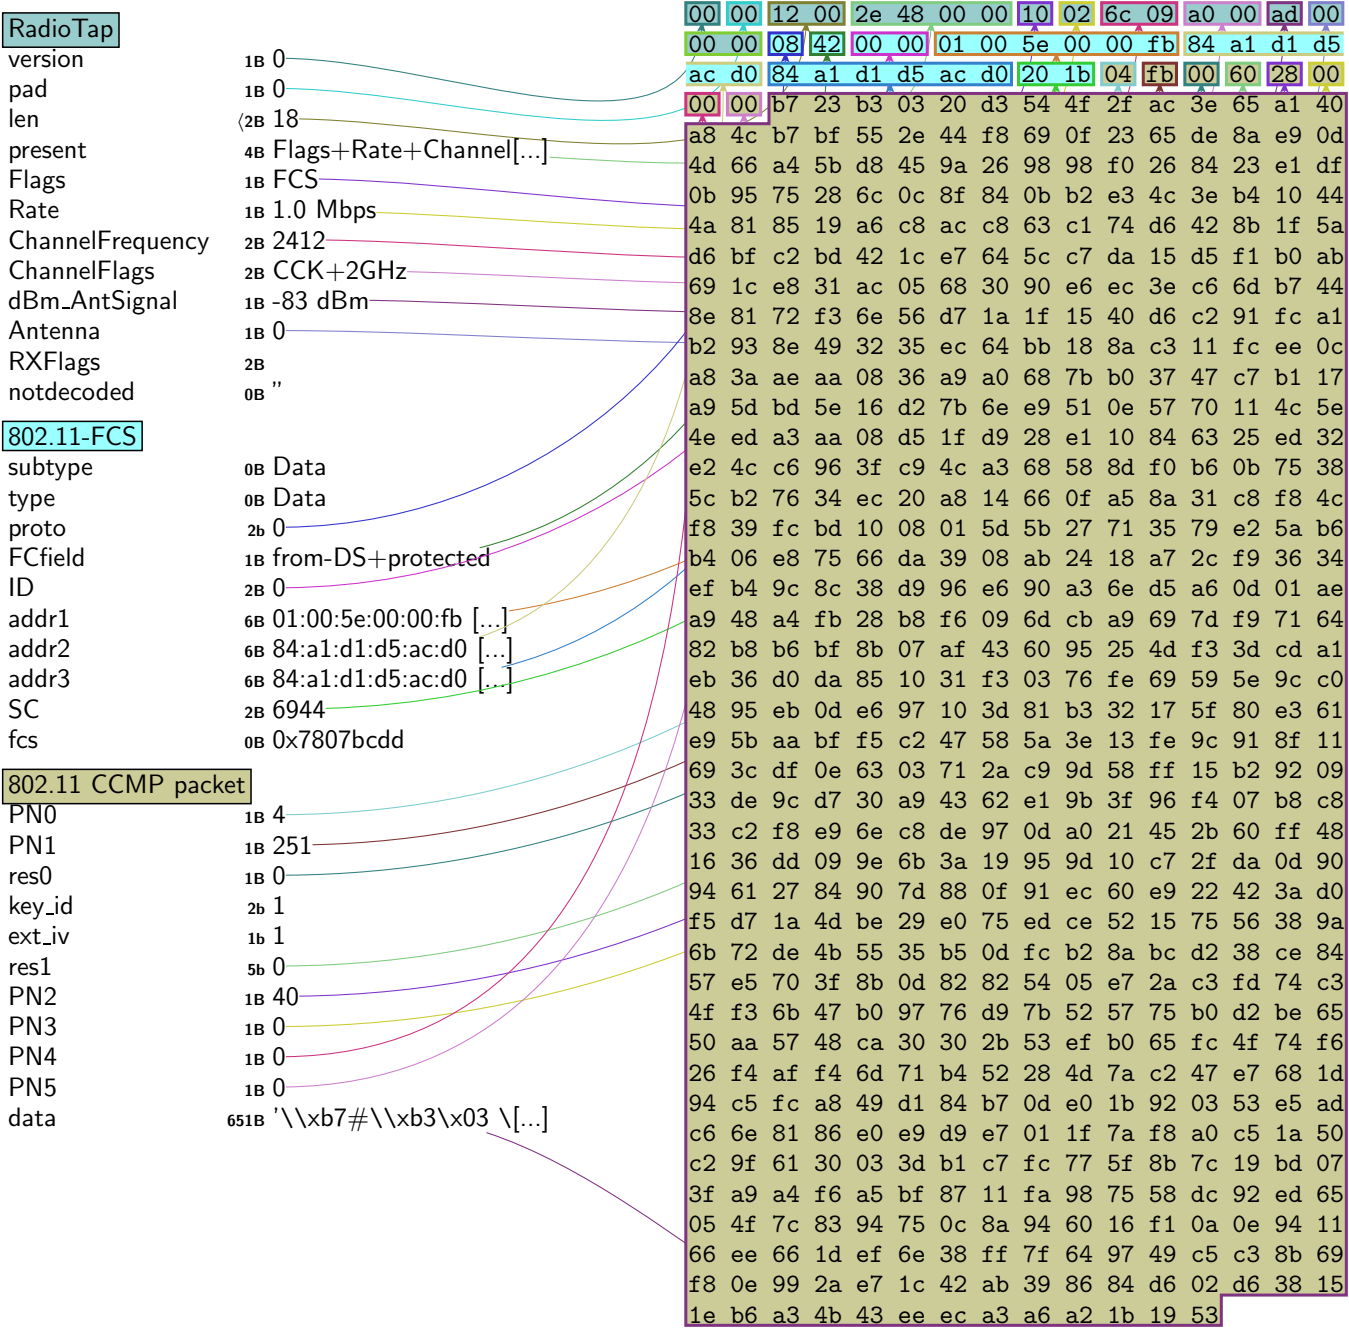 RadioTap
version 1B 0
pad 1B 0
len ⟨2B 18
present 4B Flags+Rate+Channel[...]
Flags 1B FCS
Rate 1B 1.0 Mbps
ChannelFrequency 2B 2412
ChannelFlags 2B CCK+2GHz
dBm_AntSignal 1B -83 dBm
Antenna 1B 0
RXFlags 2B
notdecoded 0B ”
802.11-FCS
subtype 0B Data
type 0B Data
proto 2b 0
FCfield 1B from-DS+protected
ID 2B 0
addr1 6B 01:00:5e:00:00:fb [...]
addr2 6B 84:a1:d1:d5:ac:d0 [...]
addr3 6B 84:a1:d1:d5:ac:d0 [...]
SC 2B 6944
fcs 0B 0x7807bcdd
802.11 CCMP packet
PN0 1B 4
PN1 1B 251
res0 1B 0
key_id 2b 1
ext_iv 1b 1
res1 5b 0
PN2 1B 40
PN3 1B 0
PN4 1B 0
PN5 1B 0
data 651B '\\xb7#\\xb3\x03 \[...]
00 00 12 00 2e 48 00 00 10 02 6c 09 a0 00 ad 00
00 00 08 42 00 00 01 00 5e 00 00 fb 84 a1 d1 d5
ac d0 84 a1 d1 d5 ac d0 20 1b 04 fb 00 60 28 00
00 00 b7 23 b3 03 20 d3 54 4f 2f ac 3e 65 a1 40
a8 4c b7 bf 55 2e 44 f8 69 0f 23 65 de 8a e9 0d
4d 66 a4 5b d8 45 9a 26 98 98 f0 26 84 23 e1 df
0b 95 75 28 6c 0c 8f 84 0b b2 e3 4c 3e b4 10 44
4a 81 85 19 a6 c8 ac c8 63 c1 74 d6 42 8b 1f 5a
d6 bf c2 bd 42 1c e7 64 5c c7 da 15 d5 f1 b0 ab
69 1c e8 31 ac 05 68 30 90 e6 ec 3e c6 6d b7 44
8e 81 72 f3 6e 56 d7 1a 1f 15 40 d6 c2 91 fc a1
b2 93 8e 49 32 35 ec 64 bb 18 8a c3 11 fc ee 0c
a8 3a ae aa 08 36 a9 a0 68 7b b0 37 47 c7 b1 17
a9 5d bd 5e 16 d2 7b 6e e9 51 0e 57 70 11 4c 5e
4e ed a3 aa 08 d5 1f d9 28 e1 10 84 63 25 ed 32
e2 4c c6 96 3f c9 4c a3 68 58 8d f0 b6 0b 75 38
5c b2 76 34 ec 20 a8 14 66 0f a5 8a 31 c8 f8 4c
f8 39 fc bd 10 08 01 5d 5b 27 71 35 79 e2 5a b6
b4 06 e8 75 66 da 39 08 ab 24 18 a7 2c f9 36 34
ef b4 9c 8c 38 d9 96 e6 90 a3 6e d5 a6 0d 01 ae
a9 48 a4 fb 28 b8 f6 09 6d cb a9 69 7d f9 71 64
82 b8 b6 bf 8b 07 af 43 60 95 25 4d f3 3d cd a1
eb 36 d0 da 85 10 31 f3 03 76 fe 69 59 5e 9c c0
48 95 eb 0d e6 97 10 3d 81 b3 32 17 5f 80 e3 61
e9 5b aa bf f5 c2 47 58 5a 3e 13 fe 9c 91 8f 11
69 3c df 0e 63 03 71 2a c9 9d 58 ff 15 b2 92 09
33 de 9c d7 30 a9 43 62 e1 9b 3f 96 f4 07 b8 c8
33 c2 f8 e9 6e c8 de 97 0d a0 21 45 2b 60 ff 48
16 36 dd 09 9e 6b 3a 19 95 9d 10 c7 2f da 0d 90
94 61 27 84 90 7d 88 0f 91 ec 60 e9 22 42 3a d0
f5 d7 1a 4d be 29 e0 75 ed ce 52 15 75 56 38 9a
6b 72 de 4b 55 35 b5 0d fc b2 8a bc d2 38 ce 84
57 e5 70 3f 8b 0d 82 82 54 05 e7 2a c3 fd 74 c3
4f f3 6b 47 b0 97 76 d9 7b 52 57 75 b0 d2 be 65
50 aa 57 48 ca 30 30 2b 53 ef b0 65 fc 4f 74 f6
26 f4 af f4 6d 71 b4 52 28 4d 7a c2 47 e7 68 1d
94 c5 fc a8 49 d1 84 b7 0d e0 1b 92 03 53 e5 ad
c6 6e 81 86 e0 e9 d9 e7 01 1f 7a f8 a0 c5 1a 50
c2 9f 61 30 03 3d b1 c7 fc 77 5f 8b 7c 19 bd 07
3f a9 a4 f6 a5 bf 87 11 fa 98 75 58 dc 92 ed 65
05 4f 7c 83 94 75 0c 8a 94 60 16 f1 0a 0e 94 11
66 ee 66 1d ef 6e 38 ff 7f 64 97 49 c5 c3 8b 69
f8 0e 99 2a e7 1c 42 ab 39 86 84 d6 02 d6 38 15
1e b6 a3 4b 43 ee ec a3 a6 a2 1b 19 53